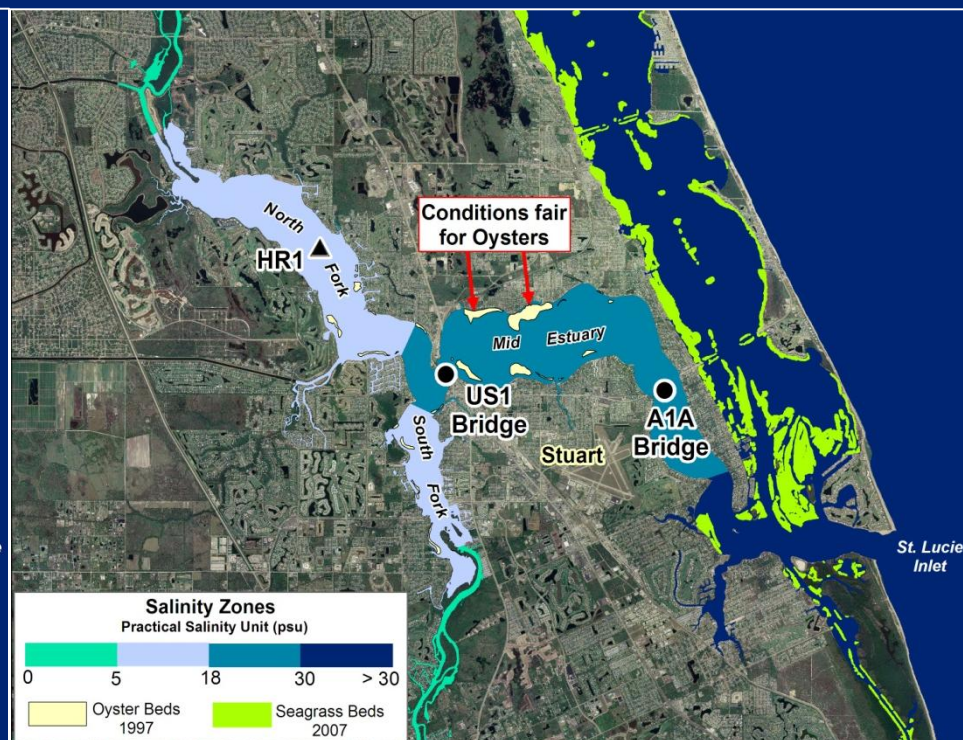 Conditions fair
for Oysters
North
Fork
HR1
Mid Estuary
US1
Bridge
A1A
Bridge
South
Fork
Stuart
St. Lucie
Inlet
Salinity Zones
Practical Salinity Unit (psu)
0 5 18 30 > 30
Oyster Beds
1997
Seagrass Beds
2007